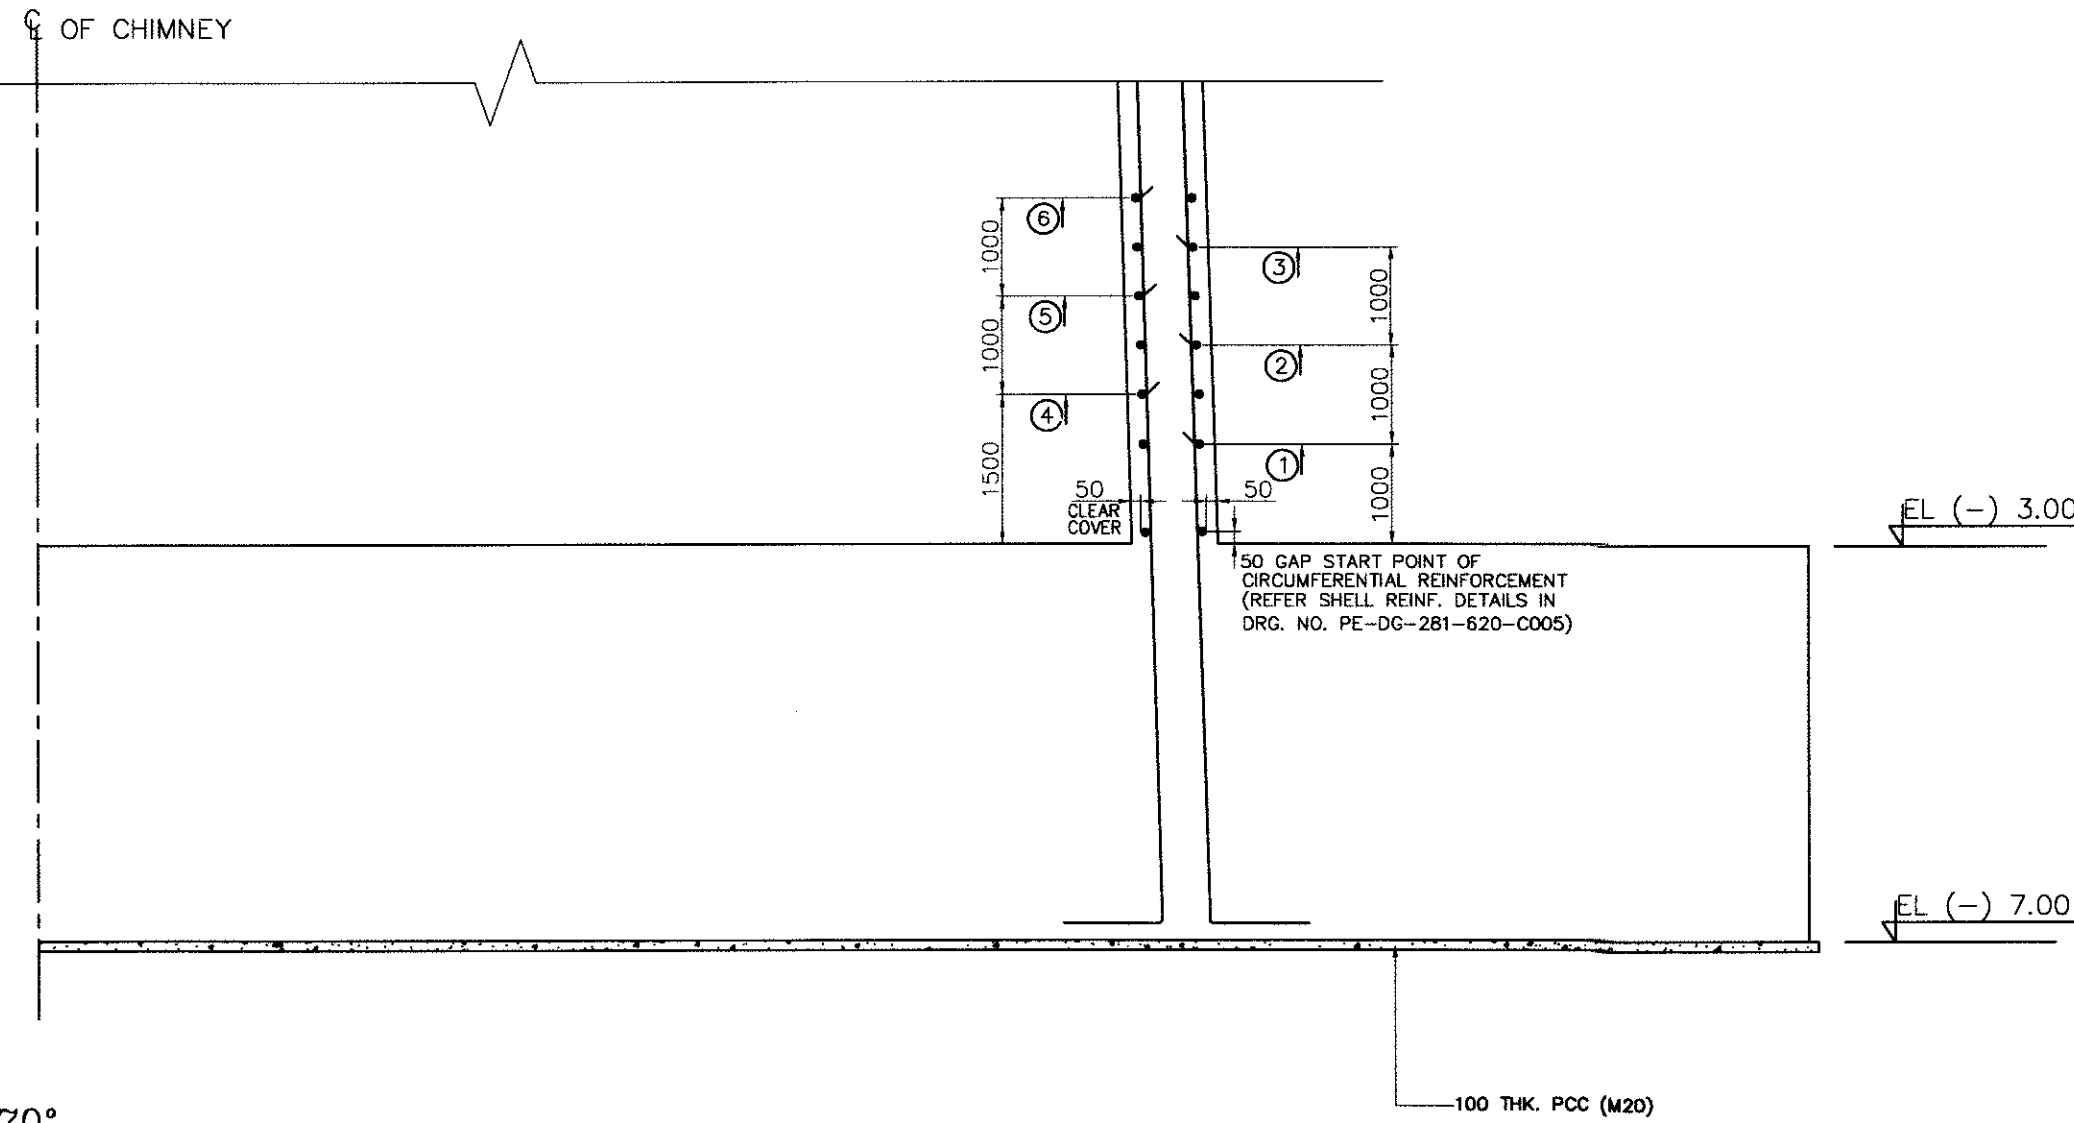 ℄ OF CHIMNEY
6
1000
3
1000
5
1000
2
1000
4
1500
1
1000
50
CLEAR
COVER
50
EL (-) 3.00
50 GAP START POINT OF
CIRCUMFERENTIAL REINFORCEMENT
(REFER SHELL REINF. DETAILS IN
DRG. NO. PE-DG-281-620-C005)
EL (-) 7.00
100 THK. PCC (M20)
70°